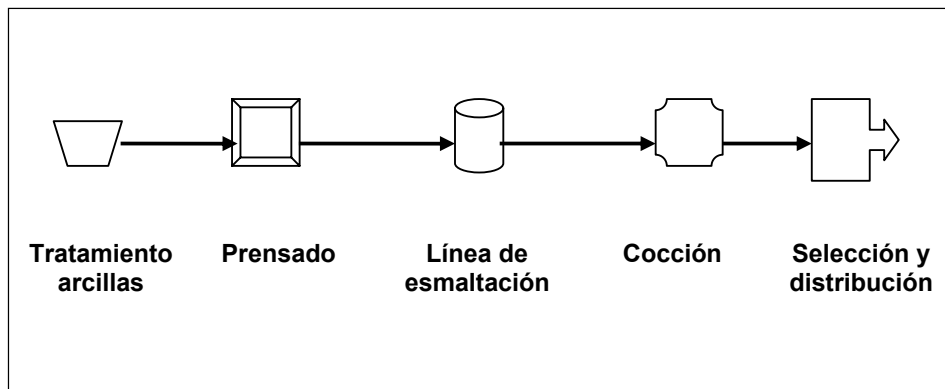 Tratamiento
arcillas
Prensado
Línea de
esmaltación
Cocción
Selección y
distribución